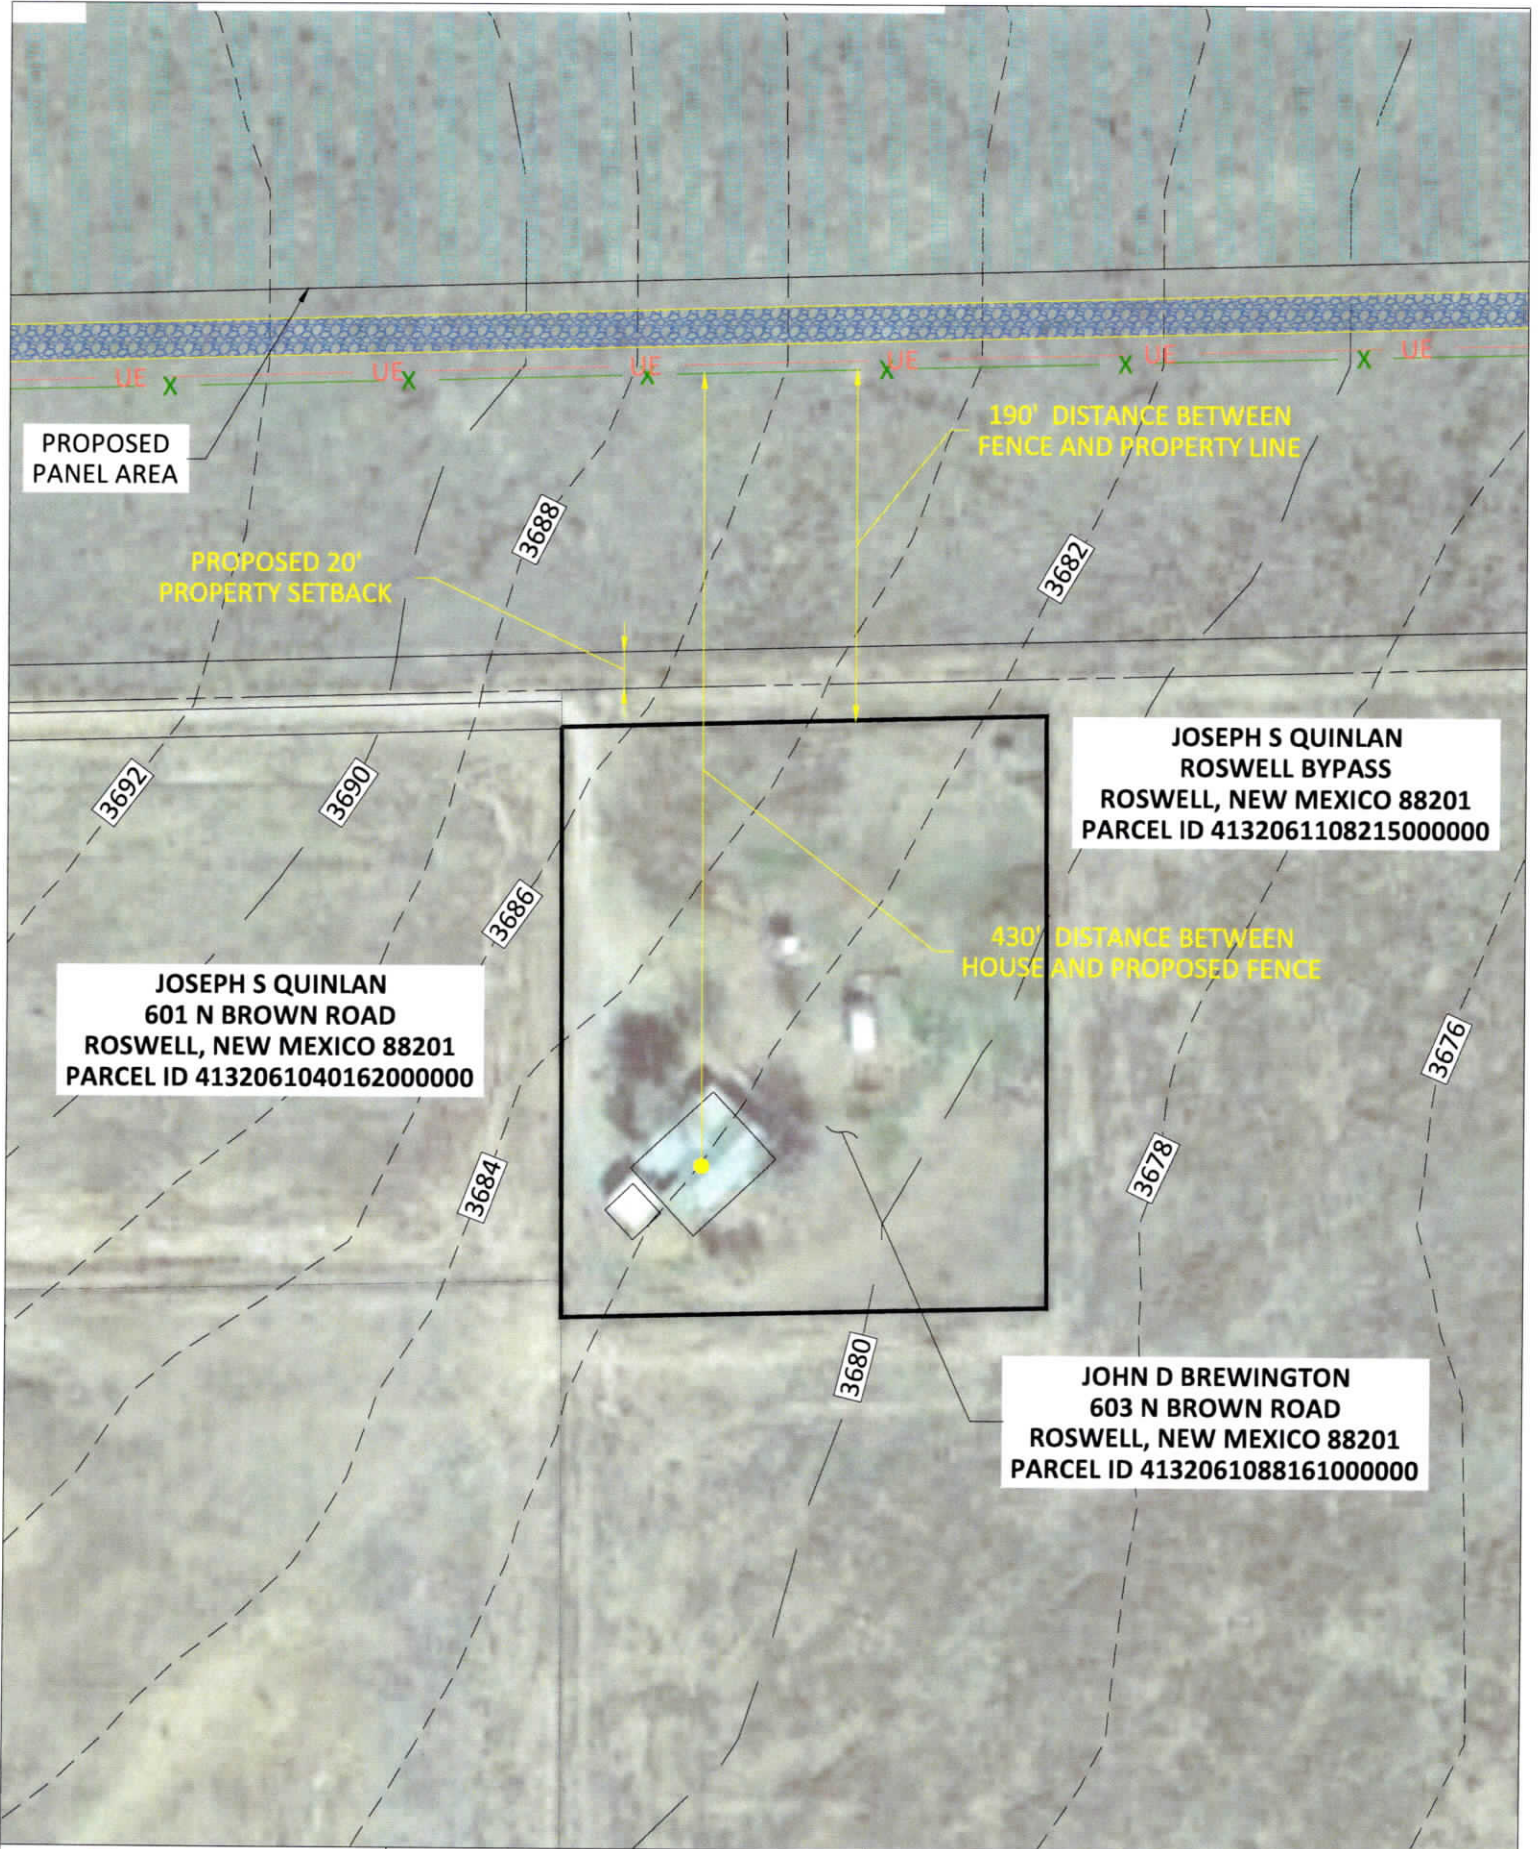 UE
X
UE
X
UE
X
UE
X
UE
X
UE
X
190' DISTANCE BETWEEN
FENCE AND PROPERTY LINE
PROPOSED
PANEL AREA
3688
3682
PROPOSED 20'
PROPERTY SETBACK
JOSEPH S QUINLAN
ROSWELL BYPASS
ROSWELL, NEW MEXICO 88201
PARCEL ID 4132061108215000000
3692
3690
3686
430' DISTANCE BETWEEN
HOUSE AND PROPOSED FENCE
JOSEPH S QUINLAN
601 N BROWN ROAD
ROSWELL, NEW MEXICO 88201
PARCEL ID 4132061040162000000
3676
3684
3678
3680
JOHN D BREWINGTON
603 N BROWN ROAD
ROSWELL, NEW MEXICO 88201
PARCEL ID 4132061088161000000